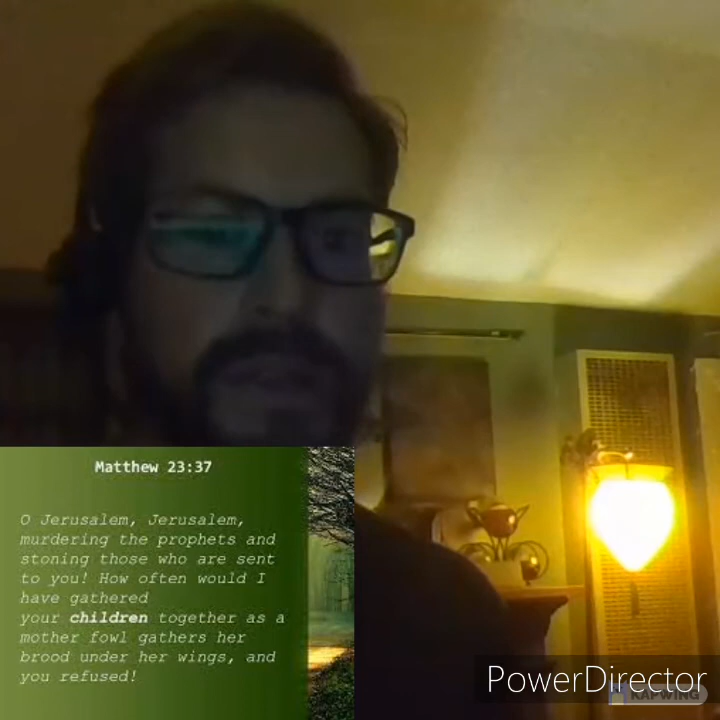 Matthew 23:37
O Jerusalem, Jerusalem,
murdering the prophets and
stoning those who are sent
to you! How often would I
have gathered
your children together as a
mother fowl gathers her
brood under her wings, and
you refused!
PowerDirector
KAPWING